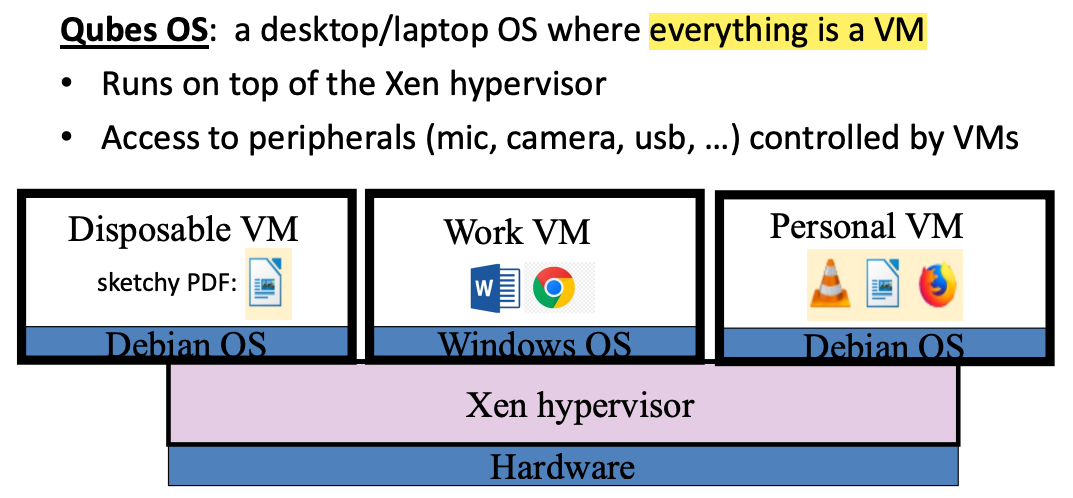 Qubes OS: a desktop/laptop OS where everything is a VM
• Runs on top of the Xen hypervisor
• Access to peripherals (mic, camera, usb, …) controlled by VMs
Disposable VM
sketchy PDF:
Debian OS
Work VM
W
Windows OS
Personal VM
Debian OS
Xen hypervisor
Hardware